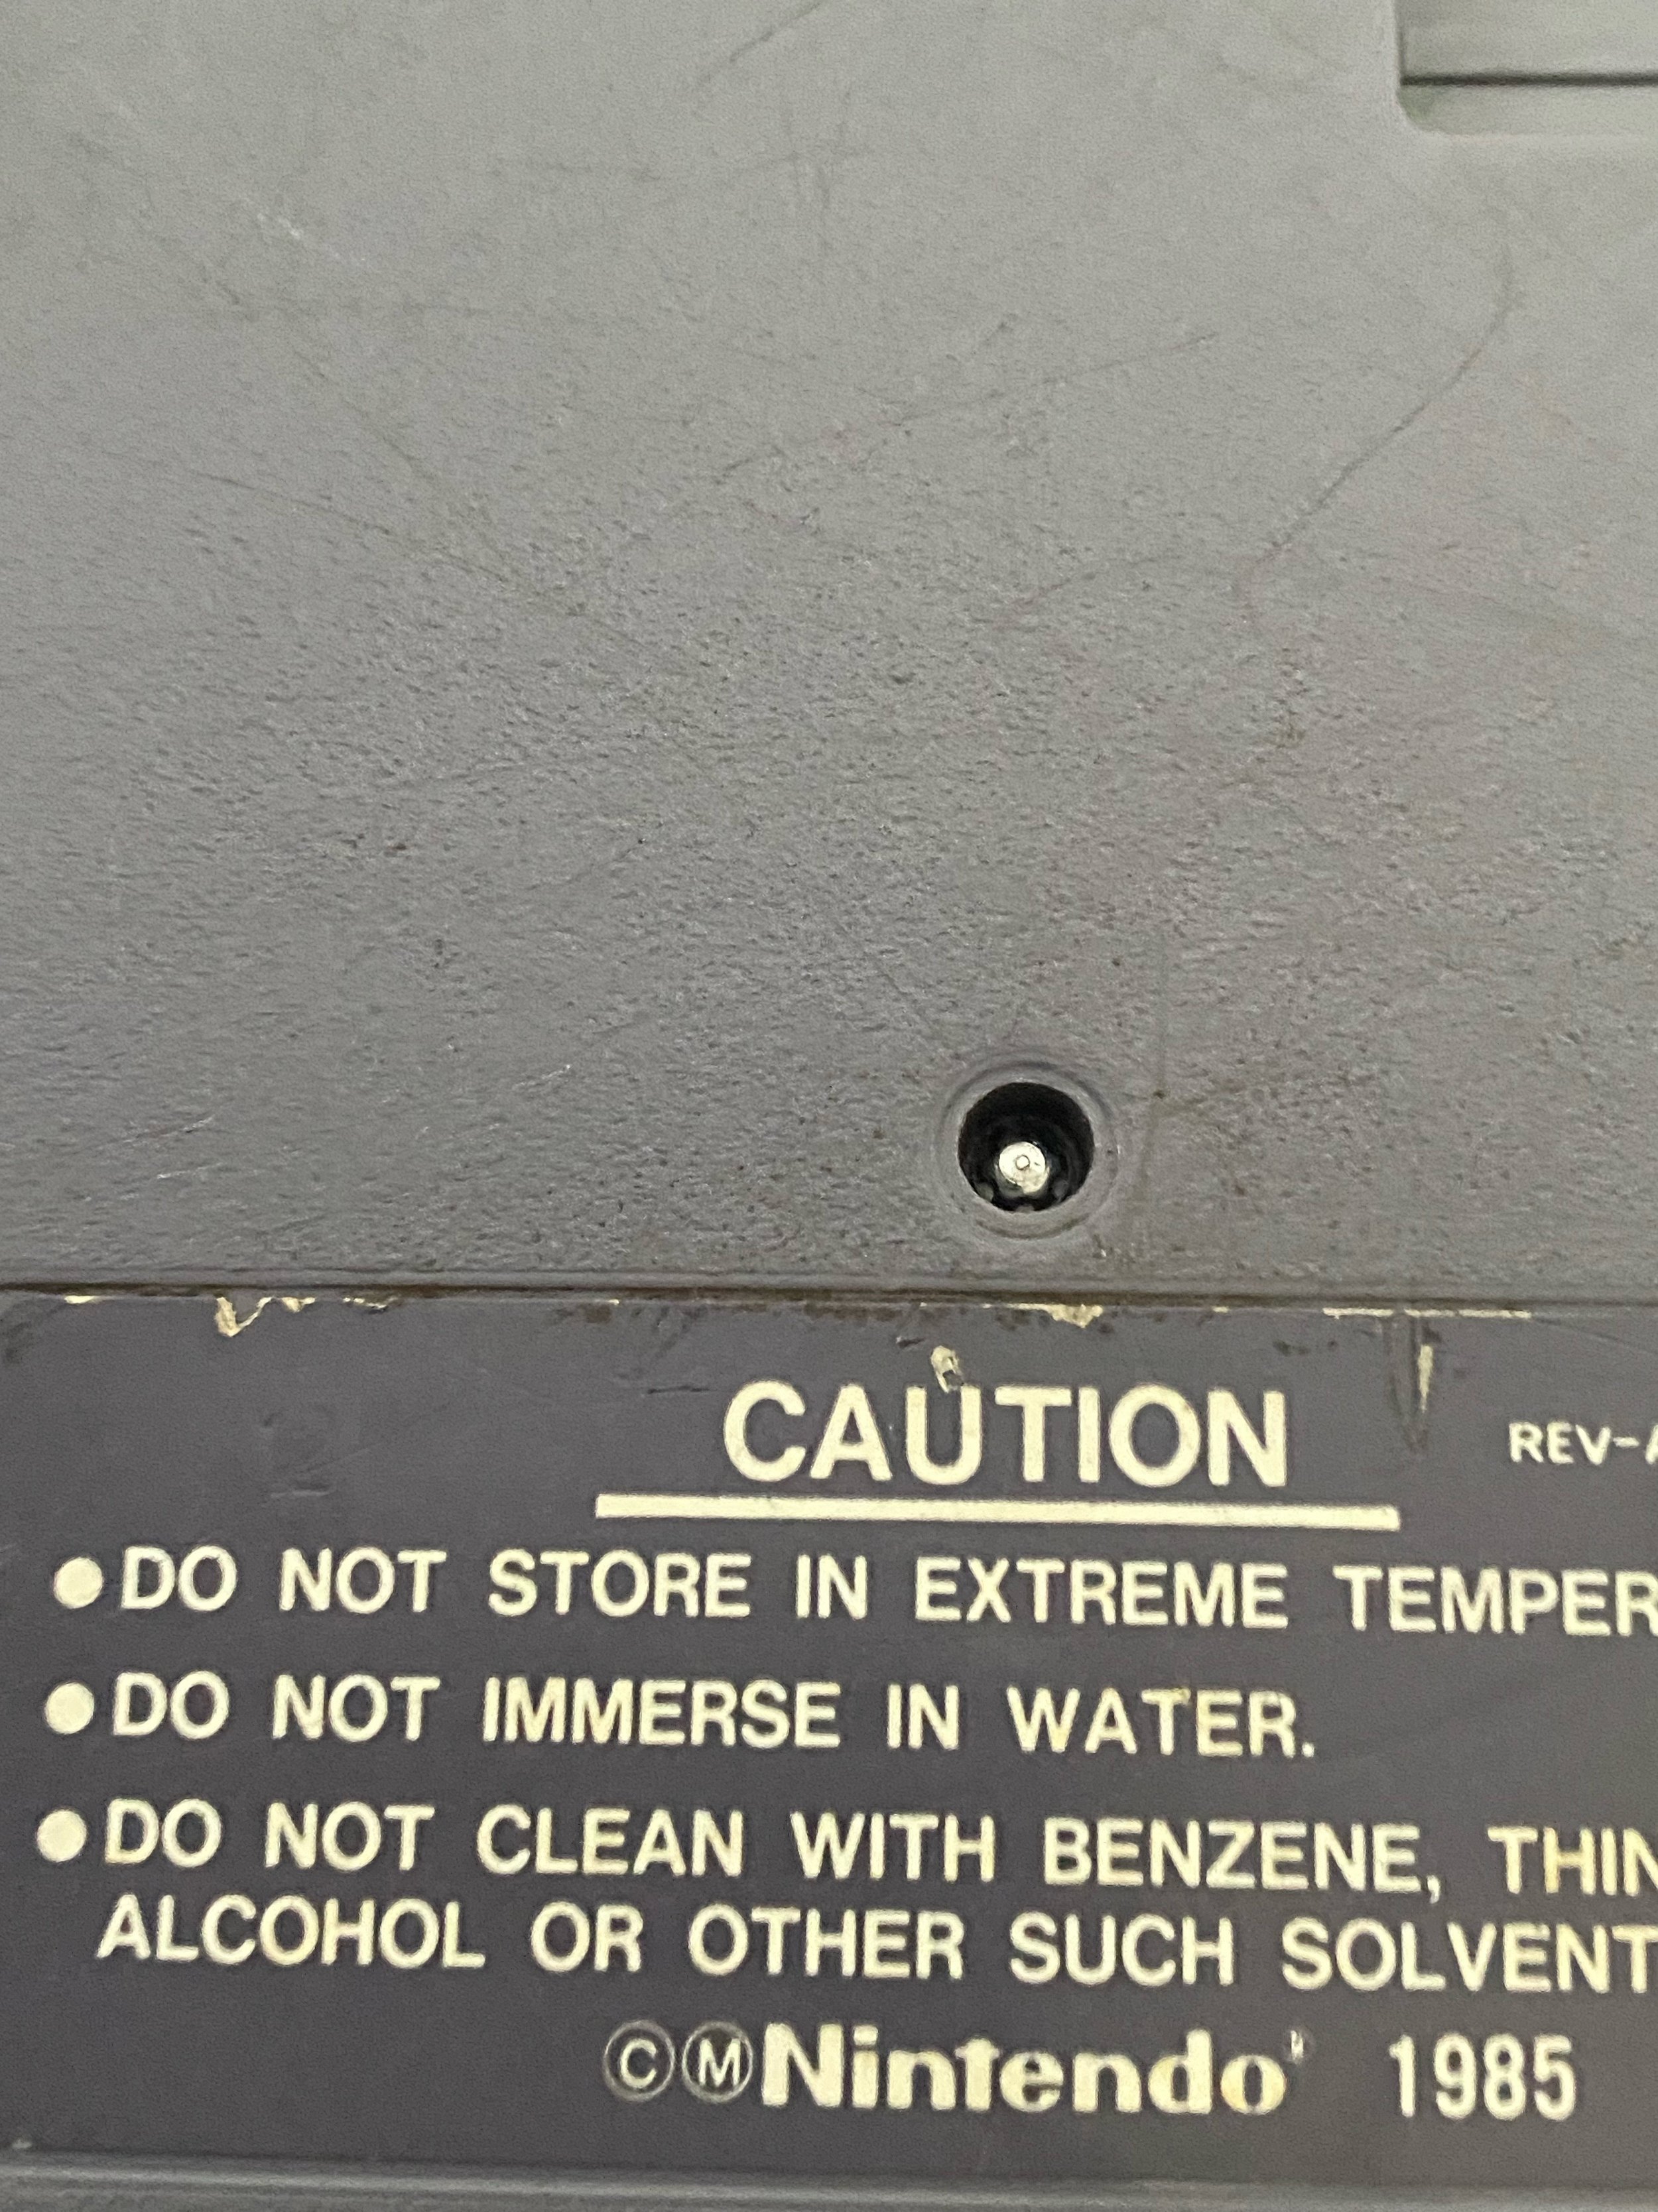 CAUTION
REV-A
●DO NOT STORE IN EXTREME TEMPER
●DO NOT IMMERSE IN WATER.
●DO NOT CLEAN WITH BENZENE, THIN
ALCOHOL OR OTHER SUCH SOLVENT
ⒸⓂNintendo® 1985